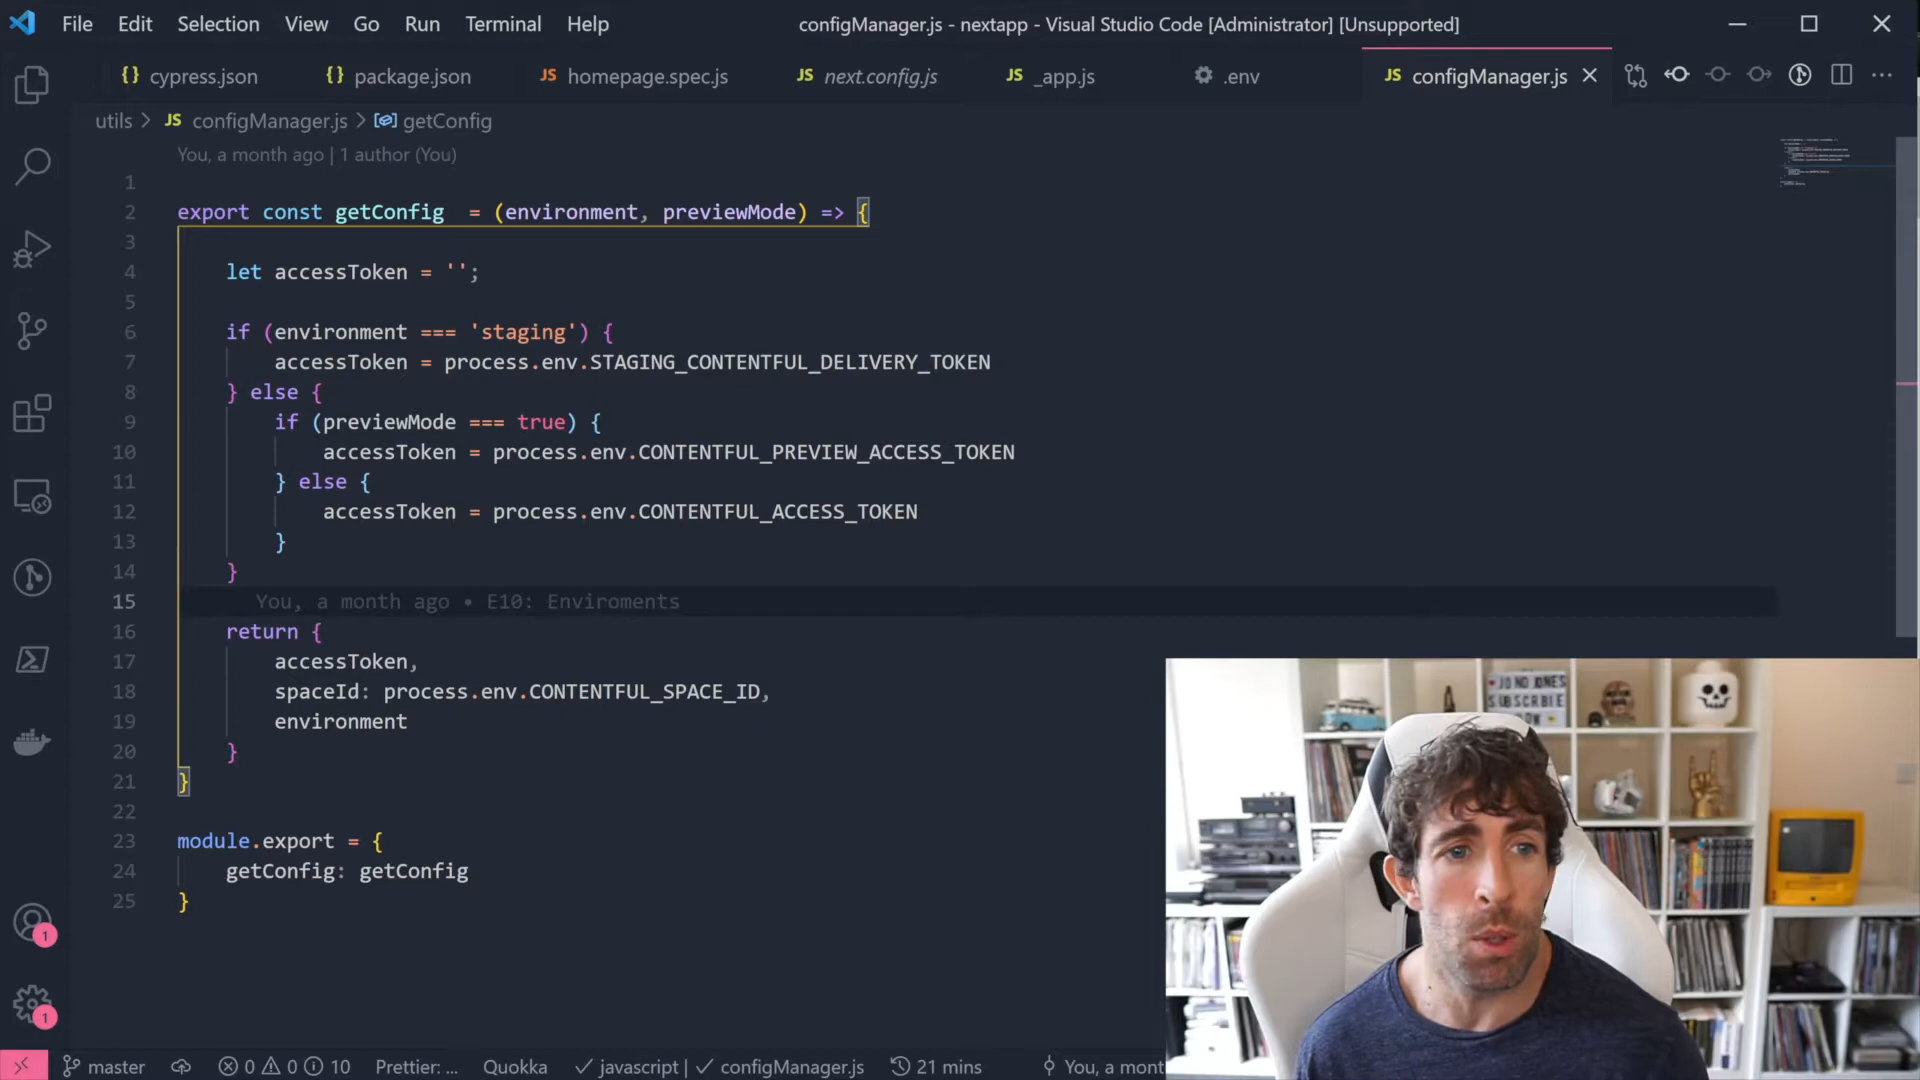 File Edit Selection View Go Run Terminal Help
configManager.js - nextapp - Visual Studio Code [Administrator] [Unsupported]
{} cypress.json {} package.json JS homepage.spec.js JS next.config.js JS _app.js .env JS configManager.js
utils > JS configManager.js > getConfig
You, a month ago | 1 author (You)
1
2 export const getConfig = (environment, previewMode) => {
3
4 let accessToken = '';
5
6 if (environment === 'staging') {
7 accessToken = process.env.STAGING_CONTENTFUL_DELIVERY_TOKEN
8 } else {
9 if (previewMode === true) {
10 accessToken = process.env.CONTENTFUL_PREVIEW_ACCESS_TOKEN
11 } else {
12 accessToken = process.env.CONTENTFUL_ACCESS_TOKEN
13 }
14 }
15 You, a month ago • E10: Enviroments
16 return {
17 accessToken,
18 spaceId: process.env.CONTENTFUL_SPACE_ID,
19 environment
20 }
21 }
22
23 module.export = {
24 getConfig: getConfig
25 }
1
1
JONO JONES
SUBSCRBIE
NOW
master 0 0 10 Prettier: ... Quokka javascript | configManager.js 21 mins You, a mont